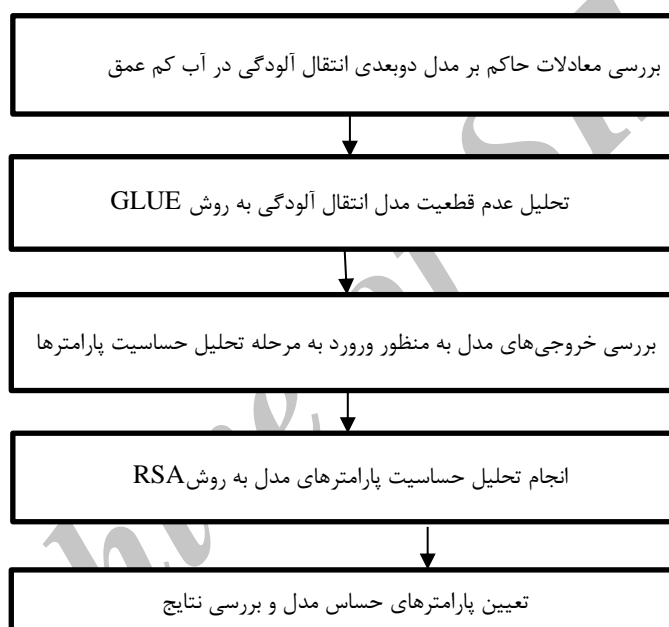 بررسی معادلات حاکم بر مدل دوبعدی انتقال آلودگی در آب کم عمق
تحلیل عدم قطعیت مدل انتقال آلودگی به روش GLUE
بررسی خروجی‌های مدل به منظور ورورد به مرحله تحلیل حساسیت پارامترها
انجام تحلیل حساسیت پارامترهای مدل به روشRSA
تعیین پارامترهای حساس مدل و بررسی نتایج